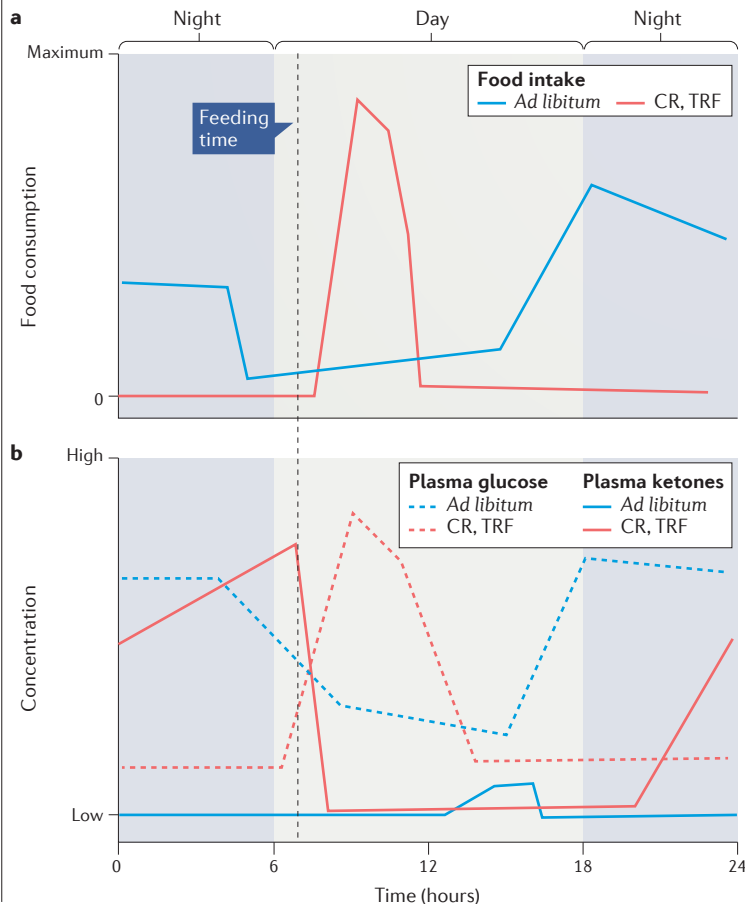 a
Night
Day
Night
Maximum
Food intake
Ad libitum
CR, TRF
Feeding
time
Food consumption
0
b
High
Plasma glucose
Plasma ketones
Ad libitum
Ad libitum
CR, TRF
CR, TRF
Concentration
Low
0
6
12
18
24
Time (hours)